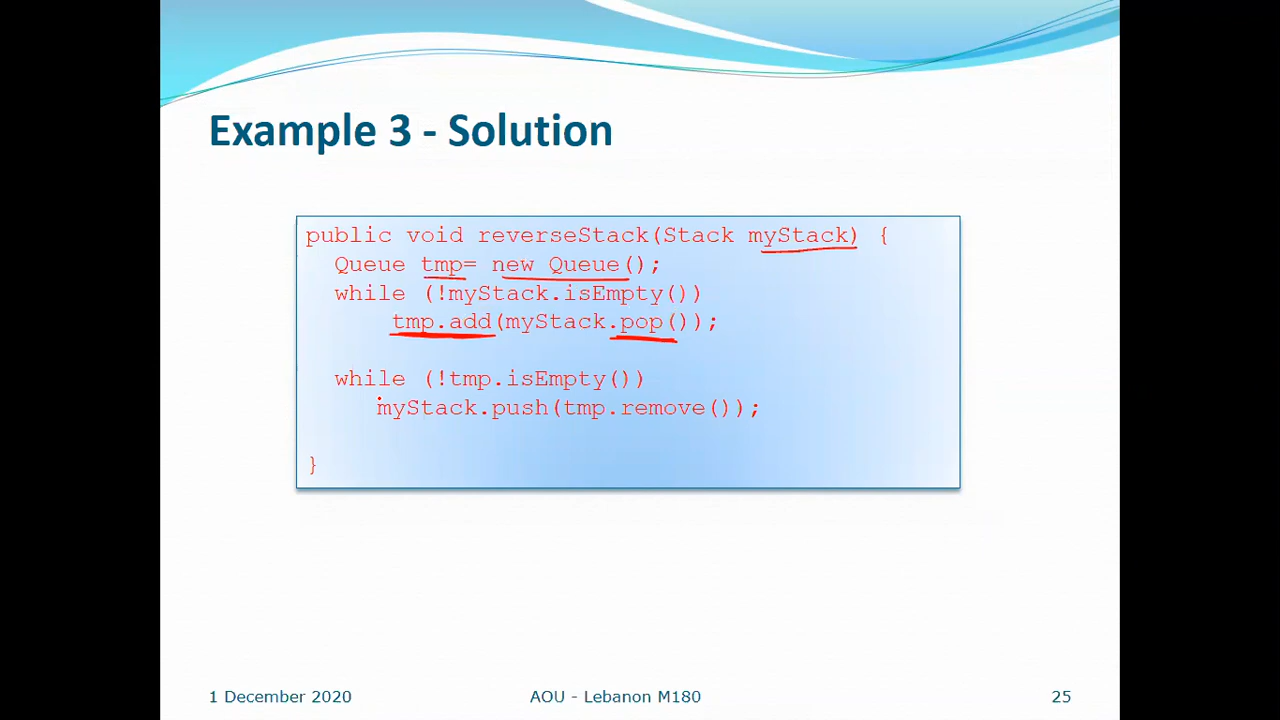 Example 3 - Solution
public void reverseStack(Stack myStack) {
Queue tmp= new Queue();
while (!myStack.isEmpty())
tmp.add(myStack.pop());
while (!tmp.isEmpty())
myStack.push(tmp.remove());
}
1 December 2020
AOU - Lebanon M180
25